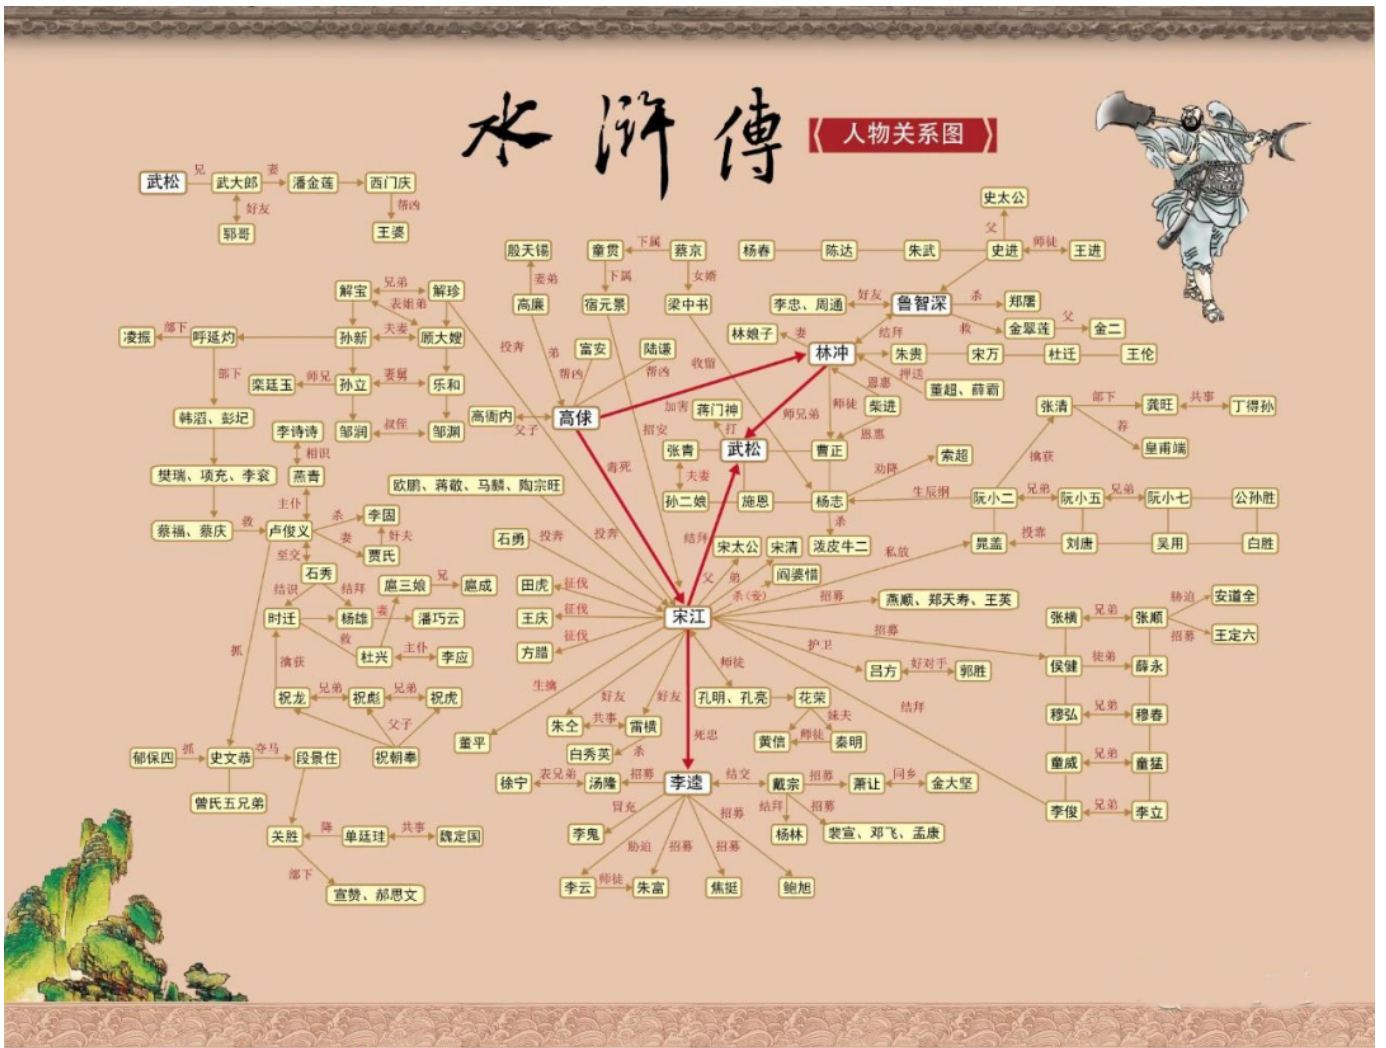 水浒傳
人物关系图
武松 兄 武大郎 妻 潘金莲 西门庆
好友 帮凶
郓哥 王婆
史太公
父
殷天锡 童贯 下属 蔡京 杨春 陈达 朱武 史进 师徒 王进
妻弟 下属 女婿
解宝 兄弟 解珍 高廉 宿元景 梁中书 李忠、周通 好友 鲁智深 杀 郑屠
表姐弟
林娘子 妻 结拜 救 金翠莲 父 金二
凌振 部下 呼延灼 孙新 夫妻 顾大嫂 投奔 弟 富安 陆谦 收留 林冲 朱贵 宋万 杜迁 王伦
帮凶 帮凶
部下 栾廷玉 师兄 孙立 妻舅 乐和 恩惠 押送 董超、薛霸
高衙内 父子 高俅 加害 蒋门神 师兄弟 师徒 柴进 张清 部下 龚旺 共事 丁得孙
韩滔、彭玘 李诗诗 邹润 叔侄 邹渊 招安 打 恩惠 荐
相识 张青 武松 曹正 索超 擒获 皇甫端
樊瑞、项充、李衮 燕青 毒死 夫妻 劝降
主仆 欧鹏、蒋敬、马麟、陶宗旺 孙二娘 施恩 杨志 生辰纲 阮小二 兄弟 阮小五 兄弟 阮小七 公孙胜
蔡福、蔡庆 救 卢俊义 杀 李固 杀
妻 奸夫 石勇 投奔 投奔 结拜 宋太公 宋清 泼皮牛二 私放 晁盖 投靠 刘唐 吴用 白胜
至交 贾氏
石秀 父 弟 阎婆惜
结识 结拜 扈三娘 兄 扈成 田虎 征伐 杀(妾) 招募 燕顺、郑天寿、王英 胁迫 安道全
时迁 杨雄 妻 潘巧云 王庆 征伐 宋江 招募 张横 兄弟 张顺 招募 王定六
救
杜兴 主仆 李应 方腊 征伐 护卫 侯健 徒弟 薛永
抓 擒获 师徒 吕方 好对手 郭胜
祝龙 兄弟 祝彪 兄弟 祝虎 生擒 好友 好友 孔明、孔亮 花荣 结拜 穆弘 兄弟 穆春
父子 朱仝 共事 雷横 妹夫
郁保四 抓 史文恭 夺马 段景住 祝朝奉 董平 死忠 黄信 师徒 秦明
白秀英 杀 童威 兄弟 童猛
徐宁 表兄弟 汤隆 招募 李逵 结交 戴宗 招募 萧让 同乡 金大坚
曾氏五兄弟 冒充 招募 结拜 招募 李俊 兄弟 李立
关胜 降 单廷珪 共事 魏定国 李鬼 杨林 裴宣、邓飞、孟康
胁迫 招募 招募
部下 李云 师徒 朱富 焦挺 鲍旭
宣赞、郝思文